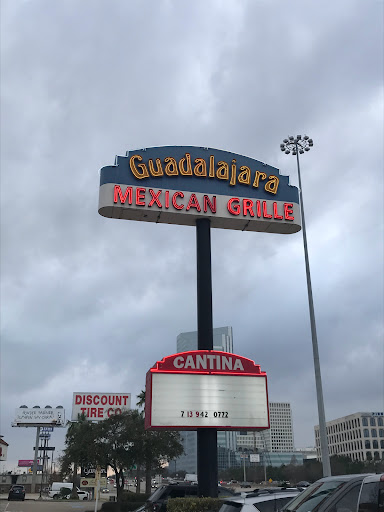 Guadalajara
MEXICAN GRILLE
CANTINA
713 942 0772
DISCOUNT
TIRE CO